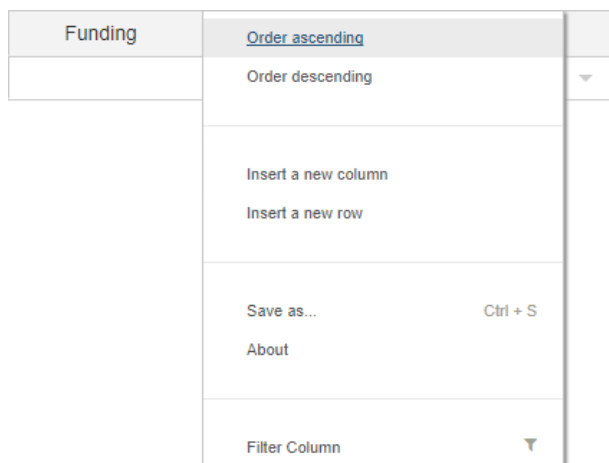 Funding
Order ascending
Order descending
Insert a new column
Insert a new row
Save as... Ctrl + S
About
Filter Column